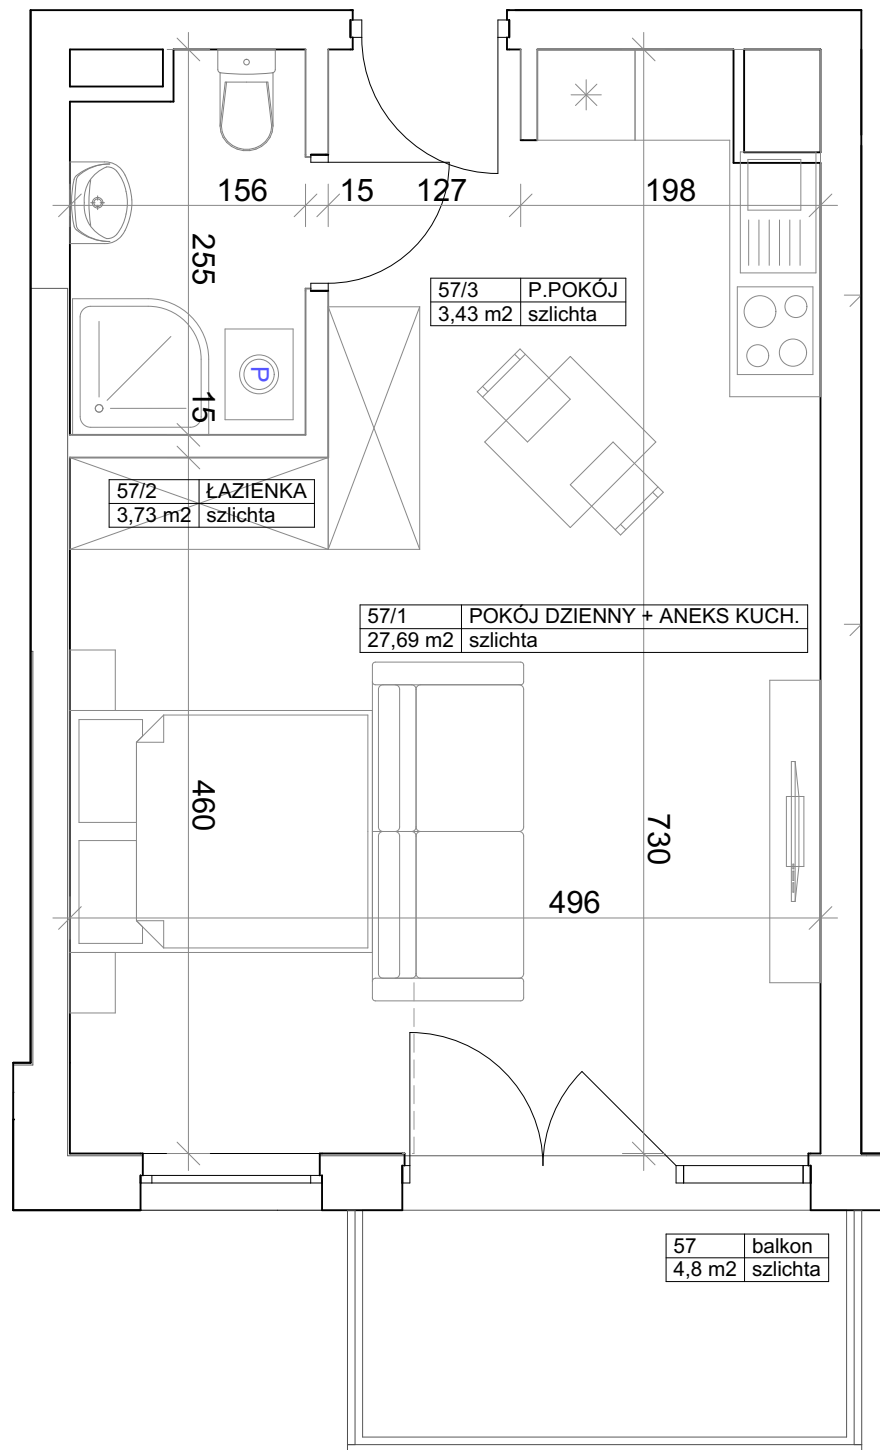 156
15
127
198
255
57/3 P.POKÓJ
3,43 m2 szlichta
P
15
57/2 ŁAZIENKA
3,73 m2 szlichta
57/1 POKÓJ DZIENNY + ANEKS KUCH.
27,69 m2 szlichta
460
730
496
57 balkon
4,8 m2 szlichta